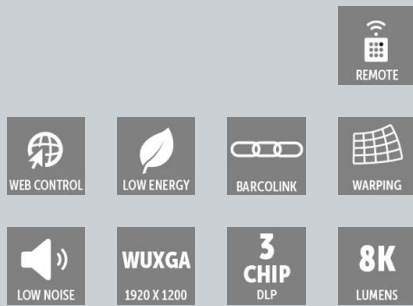 REMOTE
WEB CONTROL
LOW ENERGY
BARCOLINK
WARPING
LOW NOISE
WUXGA
1920 X 1200
3
CHIP
DLP
8K
LUMENS